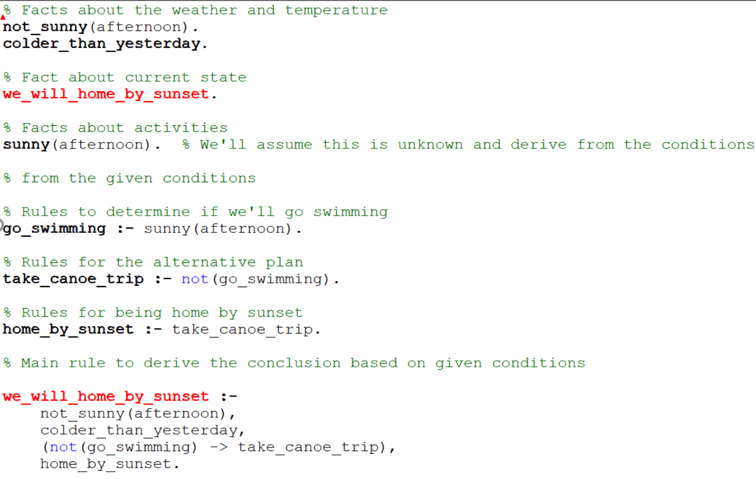 % Facts about the weather and temperature
not_sunny(afternoon).
colder_than_yesterday.
% Fact about current state
we_will_home_by_sunset.
% Facts about activities
sunny(afternoon).  % We'll assume this is unknown and derive from the conditions
% from the given conditions
% Rules to determine if we'll go swimming
go_swimming :- sunny(afternoon).
% Rules for the alternative plan
take_canoe_trip :- not(go_swimming).
% Rules for being home by sunset
home_by_sunset :- take_canoe_trip.
% Main rule to derive the conclusion based on given conditions
we_will_home_by_sunset :-
    not_sunny(afternoon),
    colder_than_yesterday,
    (not(go_swimming) -> take_canoe_trip),
    home_by_sunset.